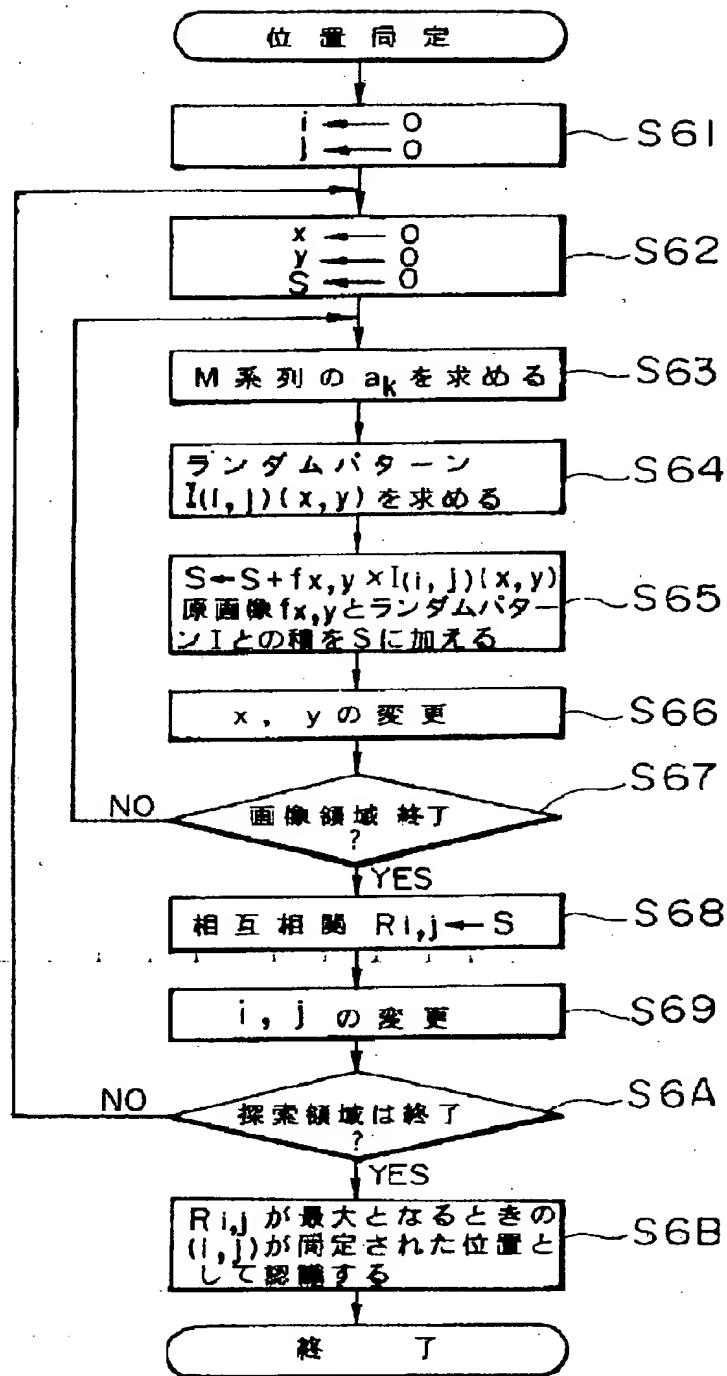 位置同定
i ← 0
j ← 0
S61
x ← 0
y ← 0
S ← 0
S62
M系列の akを求める
S63
ランダムパターン
I(i,j)(x,y)を求める
S64
S←S+fx,y×I(i,j)(x,y)
原画像fx,yとランダムパター
ンIとの積をSに加える
S65
x, yの変更
S66
画像領域 終了
?
S67
NO
YES
相互相関 Ri,j←S
S68
i,jの変更
S69
探索領域は終了
?
S6A
NO
YES
Ri,jが最大となるときの
(i,j)が同定された位置と
して認識する
S6B
終了